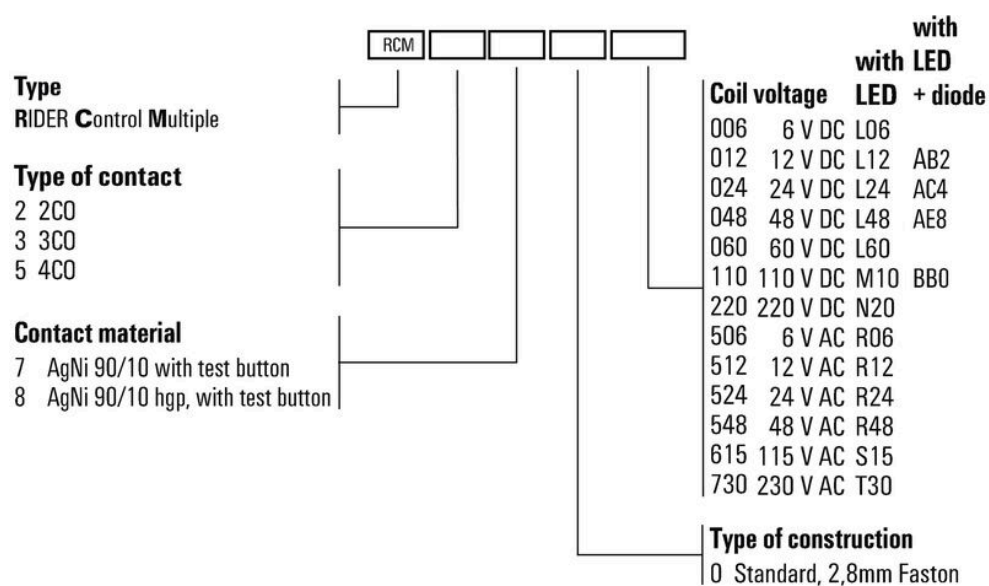 RCM
Type
RIDER Control Multiple
Type of contact
2 2CO
3 3CO
5 4CO
Contact material
7 AgNi 90/10 with test button
8 AgNi 90/10 hgp, with test button
with
with LED
Coil voltage LED + diode
006 6 V DC L06
012 12 V DC L12 AB2
024 24 V DC L24 AC4
048 48 V DC L48 AE8
060 60 V DC L60
110 110 V DC M10 BB0
220 220 V DC N20
506 6 V AC R06
512 12 V AC R12
524 24 V AC R24
548 48 V AC R48
615 115 V AC S15
730 230 V AC T30
Type of construction
0 Standard, 2,8mm Faston